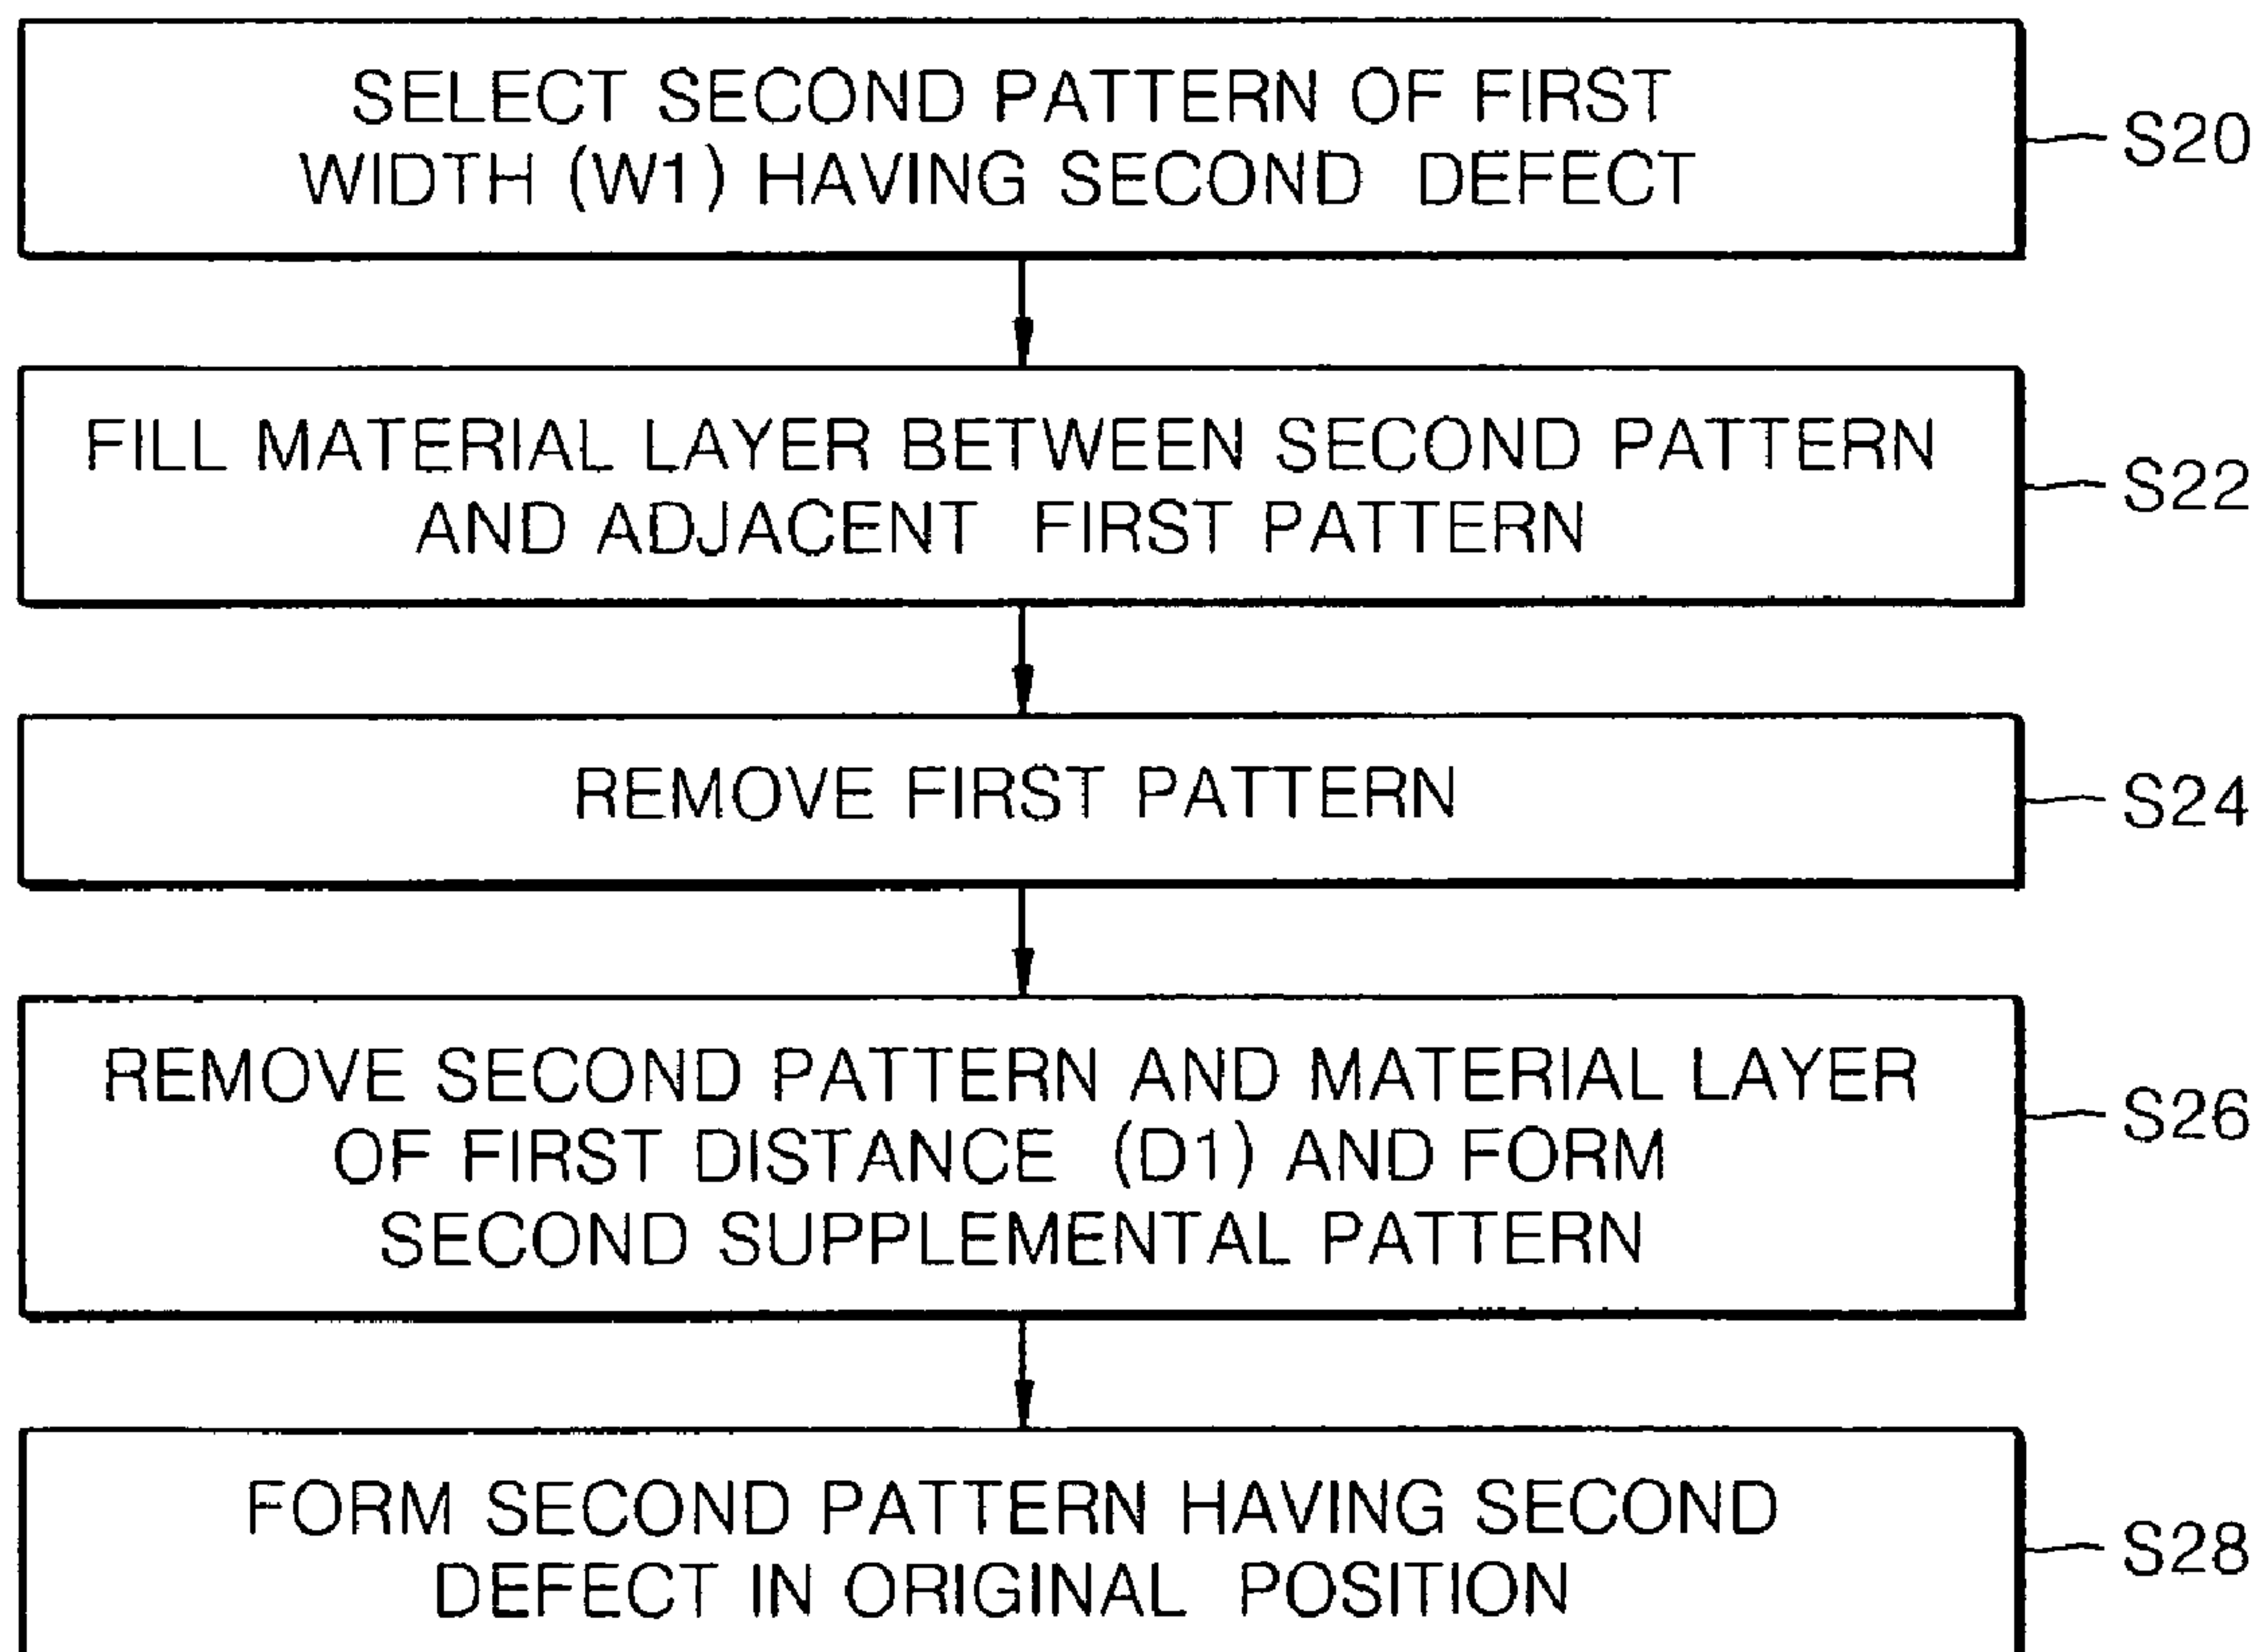 SELECT SECOND PATTERN OF FIRST
WIDTH (W1) HAVING SECOND DEFECT
S20
FILL MATERIAL LAYER BETWEEN SECOND PATTERN
AND ADJACENT FIRST PATTERN
S22
REMOVE FIRST PATTERN
S24
REMOVE SECOND PATTERN AND MATERIAL LAYER
OF FIRST DISTANCE (D1) AND FORM
SECOND SUPPLEMENTAL PATTERN
S26
FORM SECOND PATTERN HAVING SECOND
DEFECT IN ORIGINAL POSITION
S28